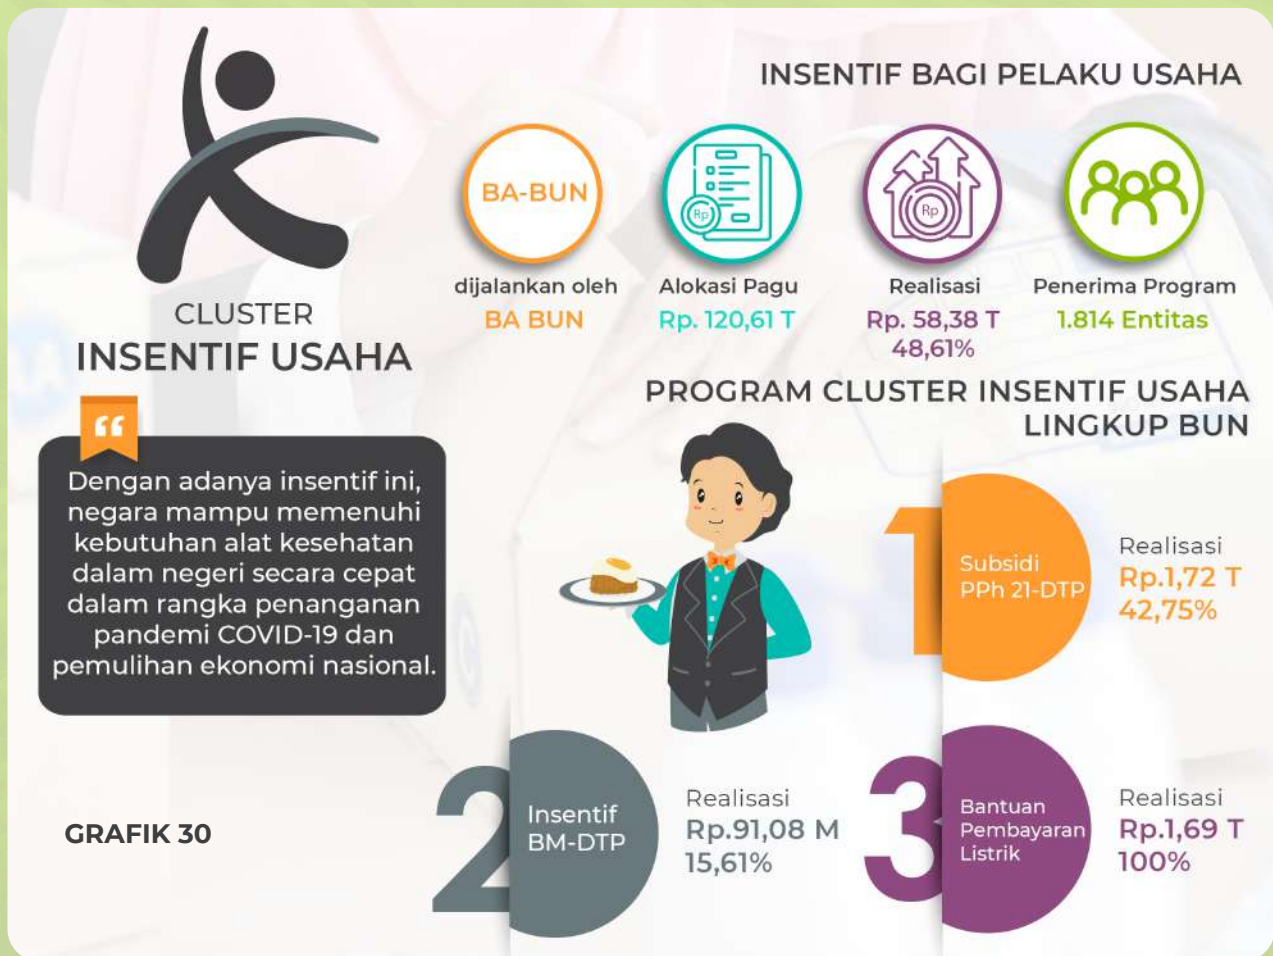 CLUSTER
INSENTIF USAHA
“
Dengan adanya insentif ini,
negara mampu memenuhi
kebutuhan alat kesehatan
dalam negeri secara cepat
dalam rangka penanganan
pandemi COVID-19 dan
pemulihan ekonomi nasional.
GRAFIK 30
INSENTIF BAGI PELAKU USAHA
BA-BUN
dijalankan oleh
BA BUN
Rp
Alokasi Pagu
Rp. 120,61 T
Rp
Realisasi
Rp. 58,38 T
48,61%
Penerima Program
1.814 Entitas
PROGRAM CLUSTER INSENTIF USAHA
LINGKUP BUN
1
Subsidi
PPh 21-DTP
Realisasi
Rp.1,72 T
42,75%
2
Insentif
BM-DTP
Realisasi
Rp.91,08 M
15,61%
3
Bantuan
Pembayaran
Listrik
Realisasi
Rp.1,69 T
100%